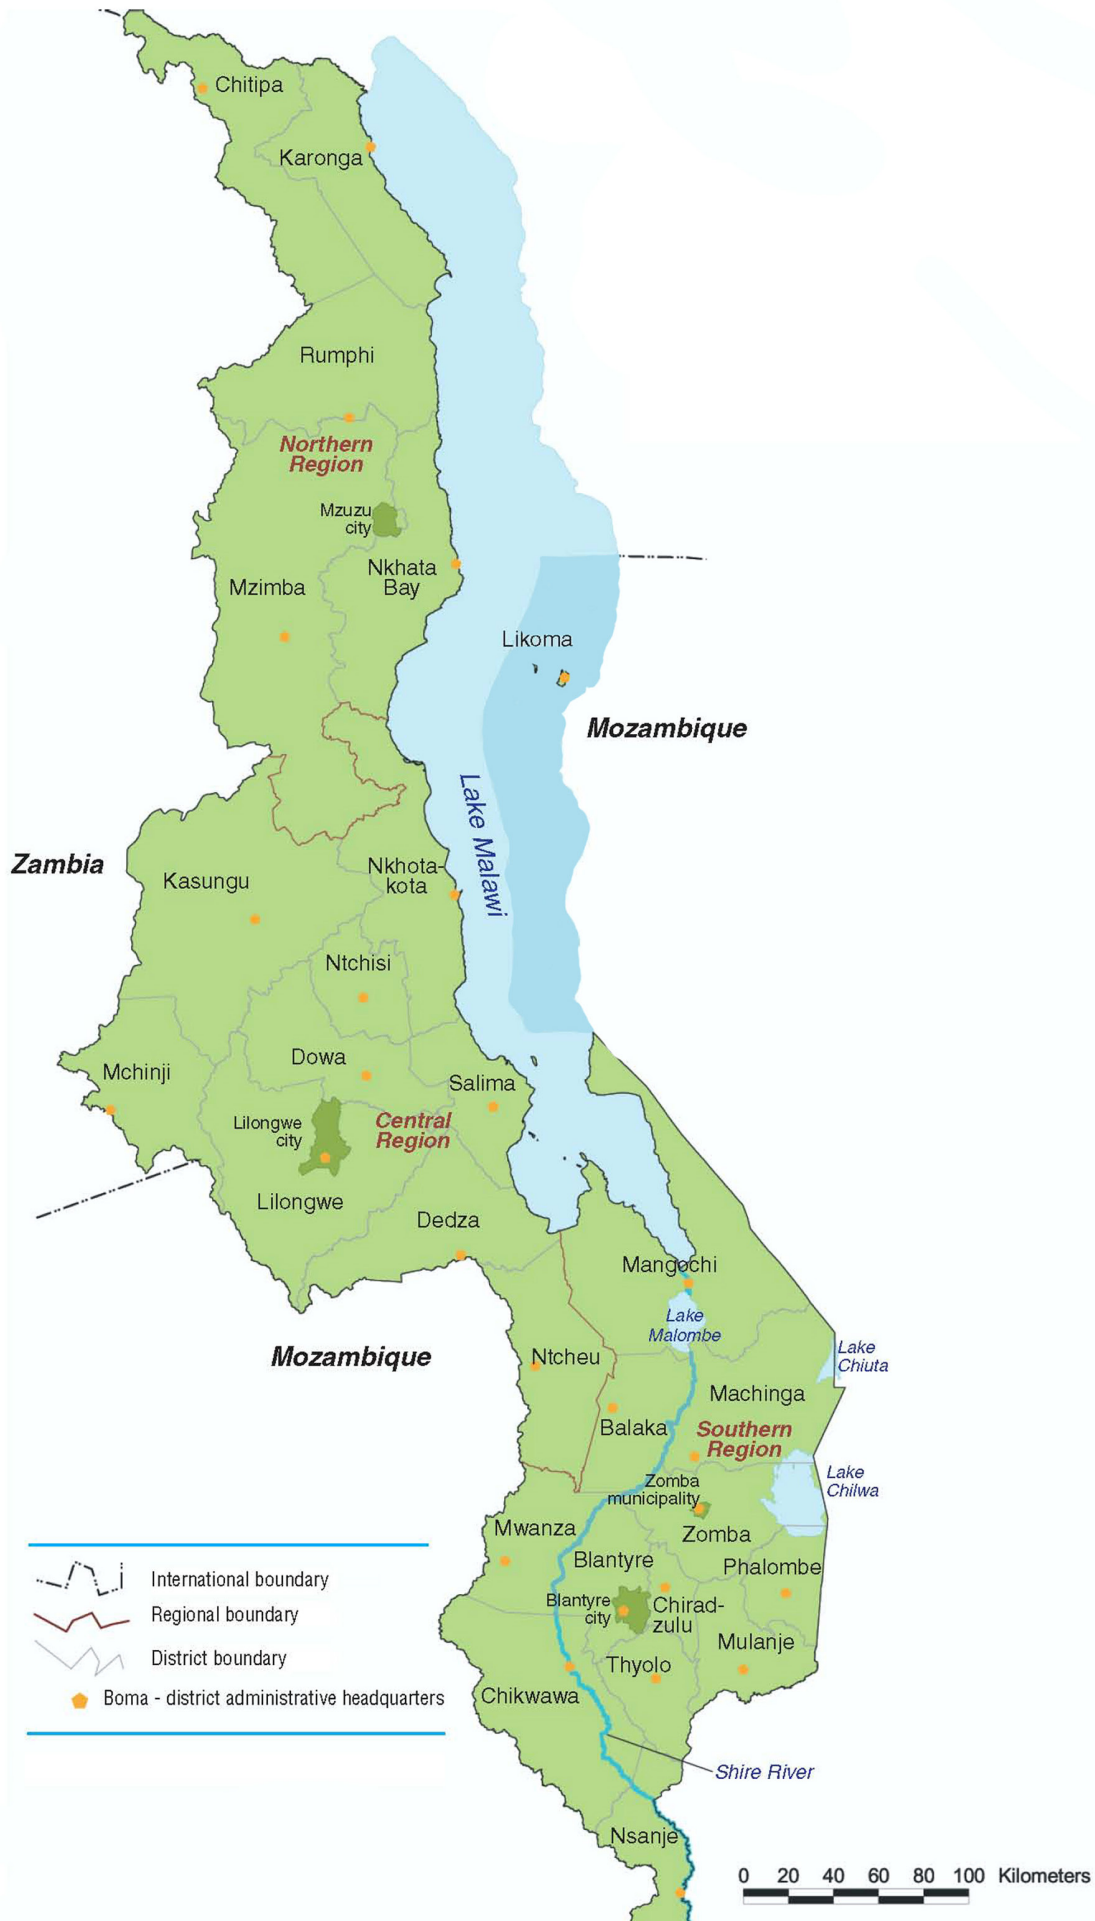 Chitipa
Karonga
Rumphi
Northern
Region
Mzuzu
city
Nkhata
Bay
Mzimba
Likoma
Mozambique
Lake Malawi
Zambia
Kasungu
Nkhota-
kota
Ntchisi
Dowa
Mchinji
Salima
Lilongwe
city
Central
Region
Lilongwe
Dedza
Mangochi
Lake
Malombe
Mozambique
Ntcheu
Lake
Chiuta
Machinga
Balaka
Southern
Region
Zomba
municipality
Lake
Chilwa
Mwanza
Zomba
Blantyre
Phalombe
Blantyre
city
Chirad-
zulu
Mulanje
Thyolo
Chikwawa
Shire River
Nsanje
International boundary
Regional boundary
District boundary
Boma - district administrative headquarters
0 20 40 60 80 100 Kilometers